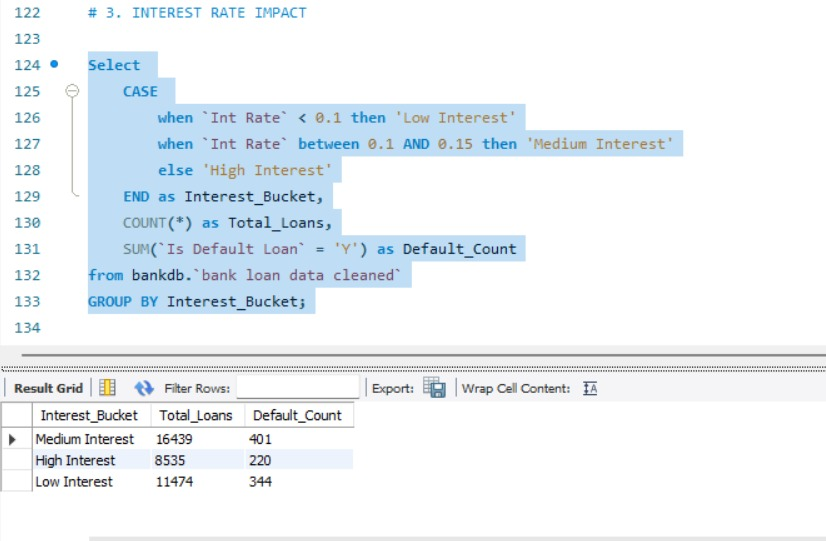 122 # 3. INTEREST RATE IMPACT
123
124 Select
125 CASE
126 when `Int Rate` < 0.1 then 'Low Interest'
127 when `Int Rate` between 0.1 AND 0.15 then 'Medium Interest'
128 else 'High Interest'
129 END as Interest_Bucket,
130 COUNT(*) as Total_Loans,
131 SUM(`Is Default Loan` = 'Y') as Default_Count
132 from bankdb.`bank loan data cleaned`
133 GROUP BY Interest_Bucket;
134
Result Grid Filter Rows: Export: Wrap Cell Content: IA
Interest_Bucket Total_Loans Default_Count
Medium Interest 16439 401
High Interest 8535 220
Low Interest 11474 344